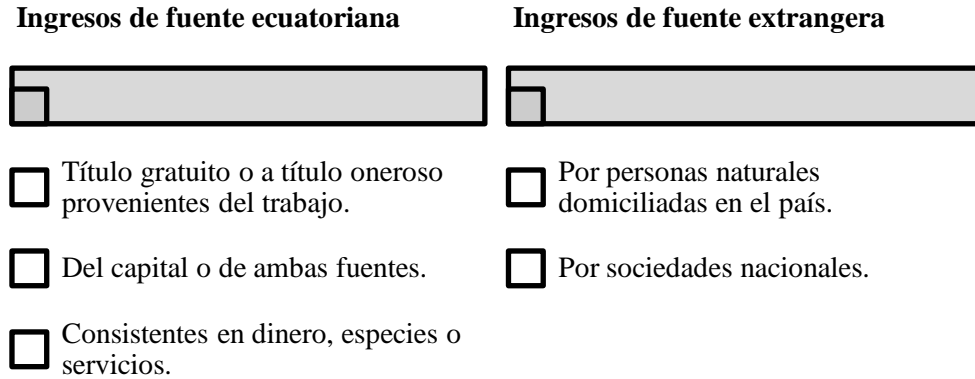 Ingresos de fuente ecuatoriana
Título gratuito o a título oneroso
provenientes del trabajo.
Del capital o de ambas fuentes.
Consistentes en dinero, especies o
servicios.
Ingresos de fuente extrangera
Por personas naturales
domiciliadas en el país.
Por sociedades nacionales.